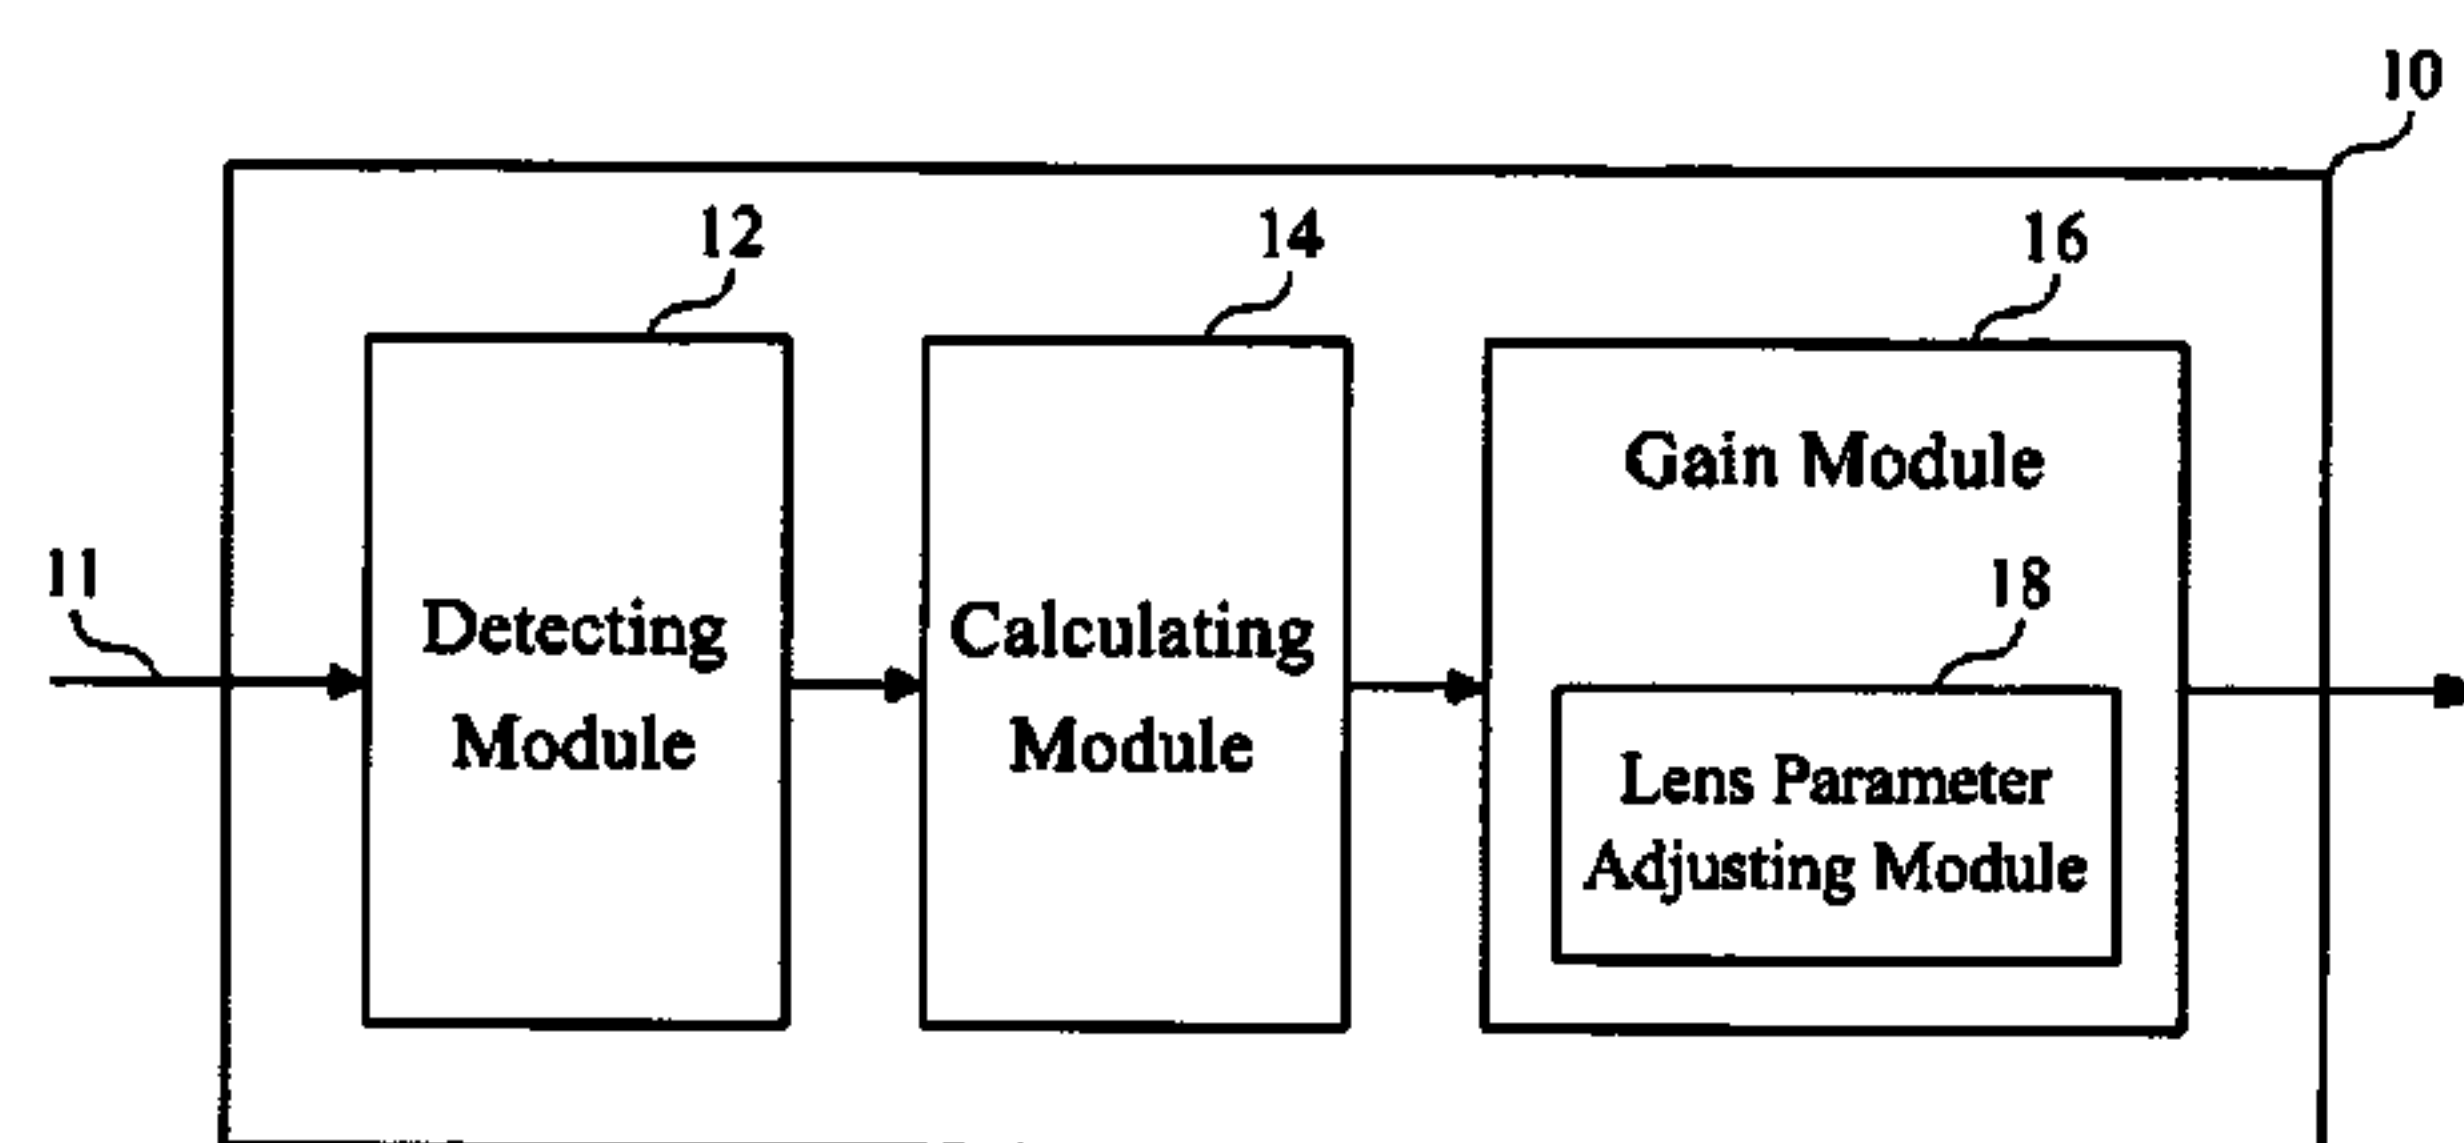 10
12
14
16
Gain Module
11
18
Detecting
Module
Calculating
Module
Lens Parameter
Adjusting Module